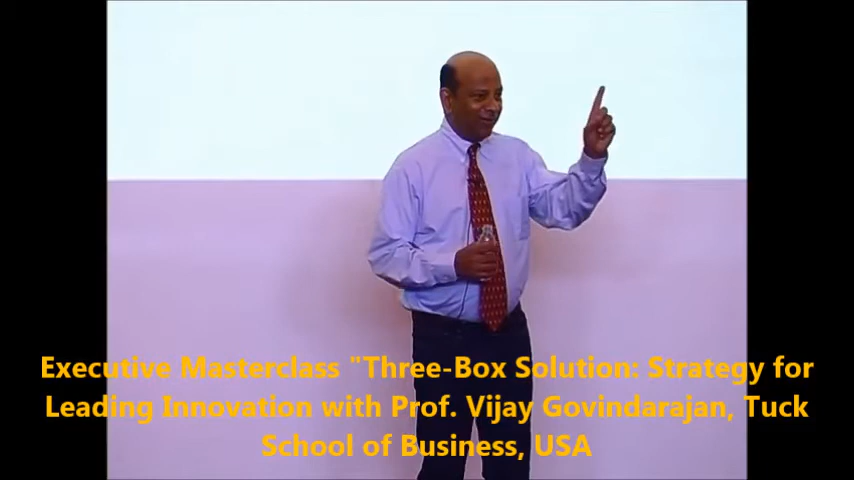 Executive Masterclass "Three-Box Solution: Strategy for
Leading Innovation with Prof. Vijay Govindarajan, Tuck
School of Business, USA